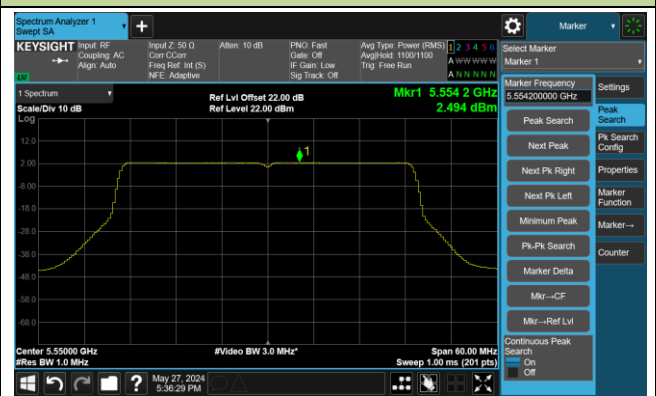 Spectrum Analyzer 1
Swept SA
+
Marker
KEYSIGHT
Input: RF
Coupling: AC
Align: Auto
Input Z: 50 Ω
Corr CCorr
Freq Ref: Int (S)
NFE: Adaptive
Atten: 10 dB
PNO: Fast
Gate: Off
IF Gain: Low
Sig Track: Off
Avg Type: Power (RMS)
Avg|Hold: 1100/1100
Trig: Free Run
1 2 3 4 5 6
A W W W W W
A N N N N N
LXI
Select Marker
Marker 1
1 Spectrum
Scale/Div 10 dB
Log
Ref Lvl Offset 22.00 dB
Ref Level 22.00 dBm
Mkr1 5.554 2 GHz
2.494 dBm
12.0
2.00
-8.00
-18.0
-28.0
-38.0
-48.0
-58.0
-68.0
1
Center 5.55000 GHz
#Res BW 1.0 MHz
#Video BW 3.0 MHz*
Span 60.00 MHz
Sweep 1.00 ms (201 pts)
Marker Frequency
5.554200000 GHz
Peak Search
Next Peak
Next Pk Right
Next Pk Left
Minimum Peak
Pk-Pk Search
Marker Delta
Mkr→CF
Mkr→Ref Lvl
Continuous Peak
Search
On
Off
Settings
Peak
Search
Pk Search
Config
Properties
Marker
Function
Marker→
Counter
?
May 27, 2024
5:36:29 PM